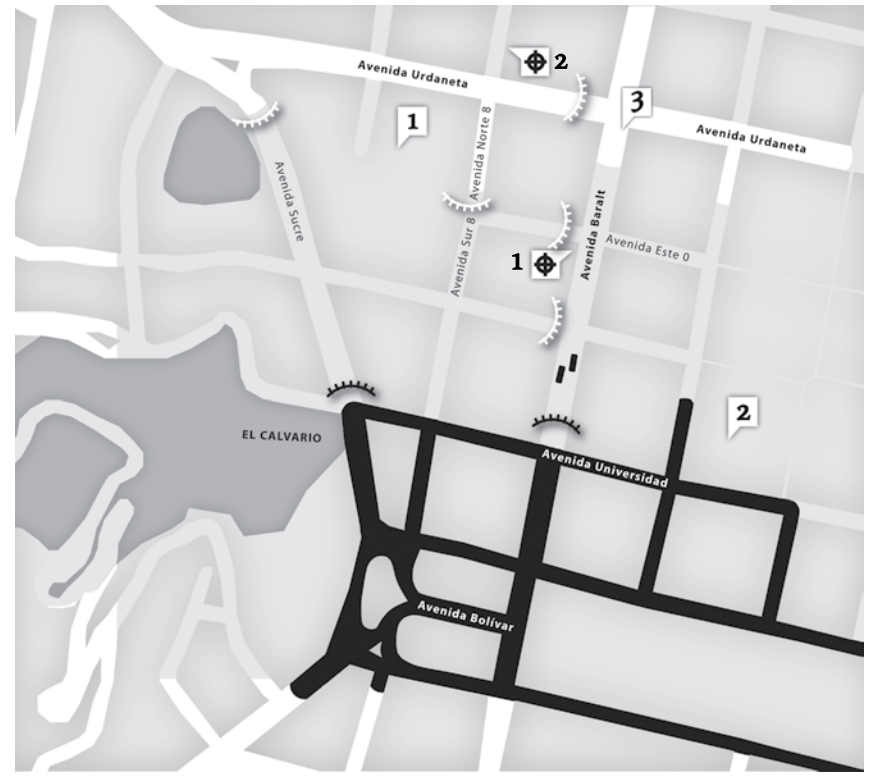 2
Avenida Urdaneta
3
1
Avenida Norte 8
Avenida Urdaneta
Avenida Sucre
Avenida Sur 8
Avenida Baralt
Avenida Este 0
1
2
EL CALVARIO
Avenida Universidad
Avenida Bolívar